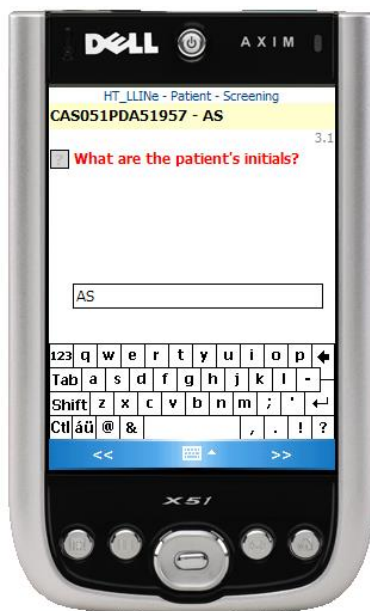 DELL
AXIM
HT_LLINe - Patient - Screening
CAS051PDA51957 - AS
3.1
? What are the patient's initials?
AS
123 q w e r t y u i o p
Tab a s d f g h j k l -
Shift z x c v b n m ; '
Ctl áü @ & , . ! ?
<< >>
X51